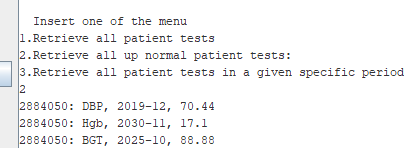 Insert one of the menu
1.Retrieve all patient tests
2.Retrieve all up normal patient tests:
3.Retrieve all patient tests in a given specific period
2
2884050: DBP, 2019-12, 70.44
2884050: Hgb, 2030-11, 17.1
2884050: BGT, 2025-10, 88.88